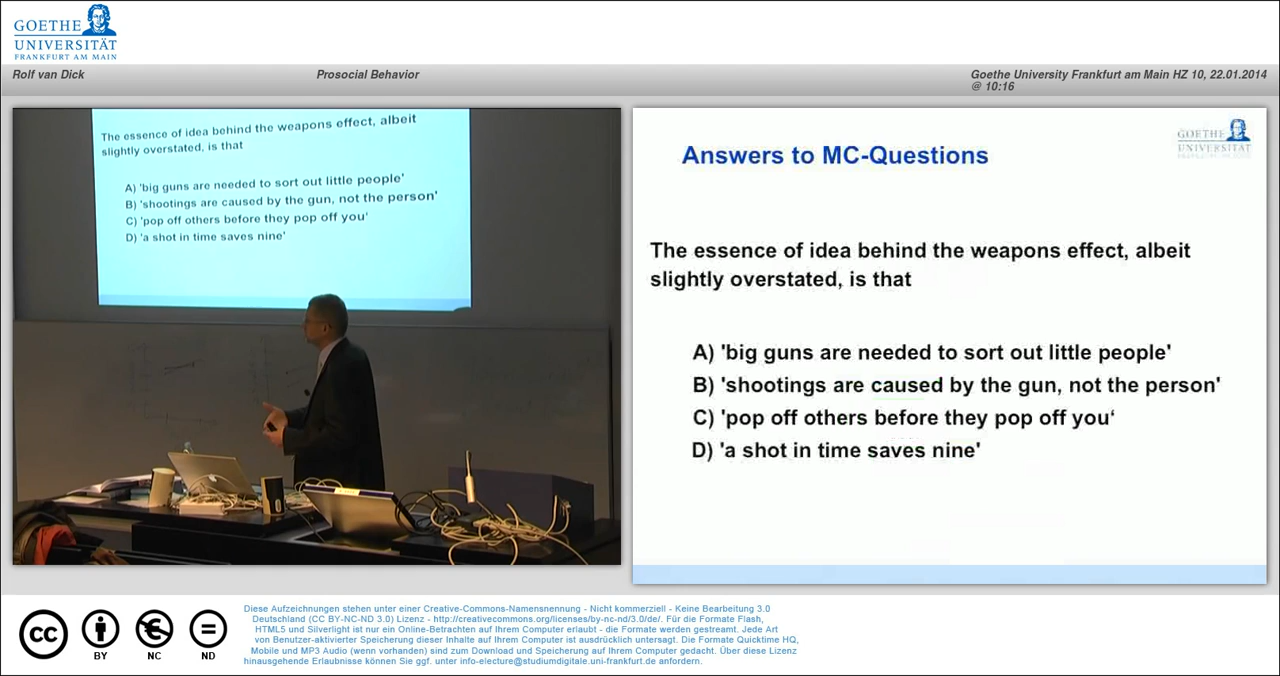 GOETHE
UNIVERSITÄT
FRANKFURT AM MAIN
Rolf van Dick
Prosocial Behavior
Goethe University Frankfurt am Main HZ 10, 22.01.2014
@ 10:16
The essence of idea behind the weapons effect, albeit
slightly overstated, is that
A) 'big guns are needed to sort out little people'
B) 'shootings are caused by the gun, not the person'
C) 'pop off others before they pop off you'
D) 'a shot in time saves nine'
GOETHE
UNIVERSITÄT
Answers to MC-Questions
The essence of idea behind the weapons effect, albeit
slightly overstated, is that
A) 'big guns are needed to sort out little people'
B) 'shootings are caused by the gun, not the person'
C) 'pop off others before they pop off you‘
D) 'a shot in time saves nine'
cc
BY
NC
ND
Diese Aufzeichnungen stehen unter einer Creative-Commons-Namensnennung - Nicht kommerziell - Keine Bearbeitung 3.0
Deutschland (CC BY-NC-ND 3.0) Lizenz - http://creativecommons.org/licenses/by-nc-nd/3.0/de/. Für die Formate Flash,
HTML5 und Silverlight ist nur ein Online-Betrachten auf Ihrem Computer erlaubt - die Formate werden gestreamt. Jede Art
von Benutzer-aktivierter Speicherung dieser Inhalte auf Ihrem Computer ist ausdrücklich untersagt. Die Formate Quicktime HQ,
Mobile und MP3 Audio (wenn vorhanden) sind zum Download und Speicherung auf Ihrem Computer gedacht. Über diese Lizenz
hinausgehende Erlaubnisse können Sie ggf. unter info-electure@studiumdigitale.uni-frankfurt.de anfordern.